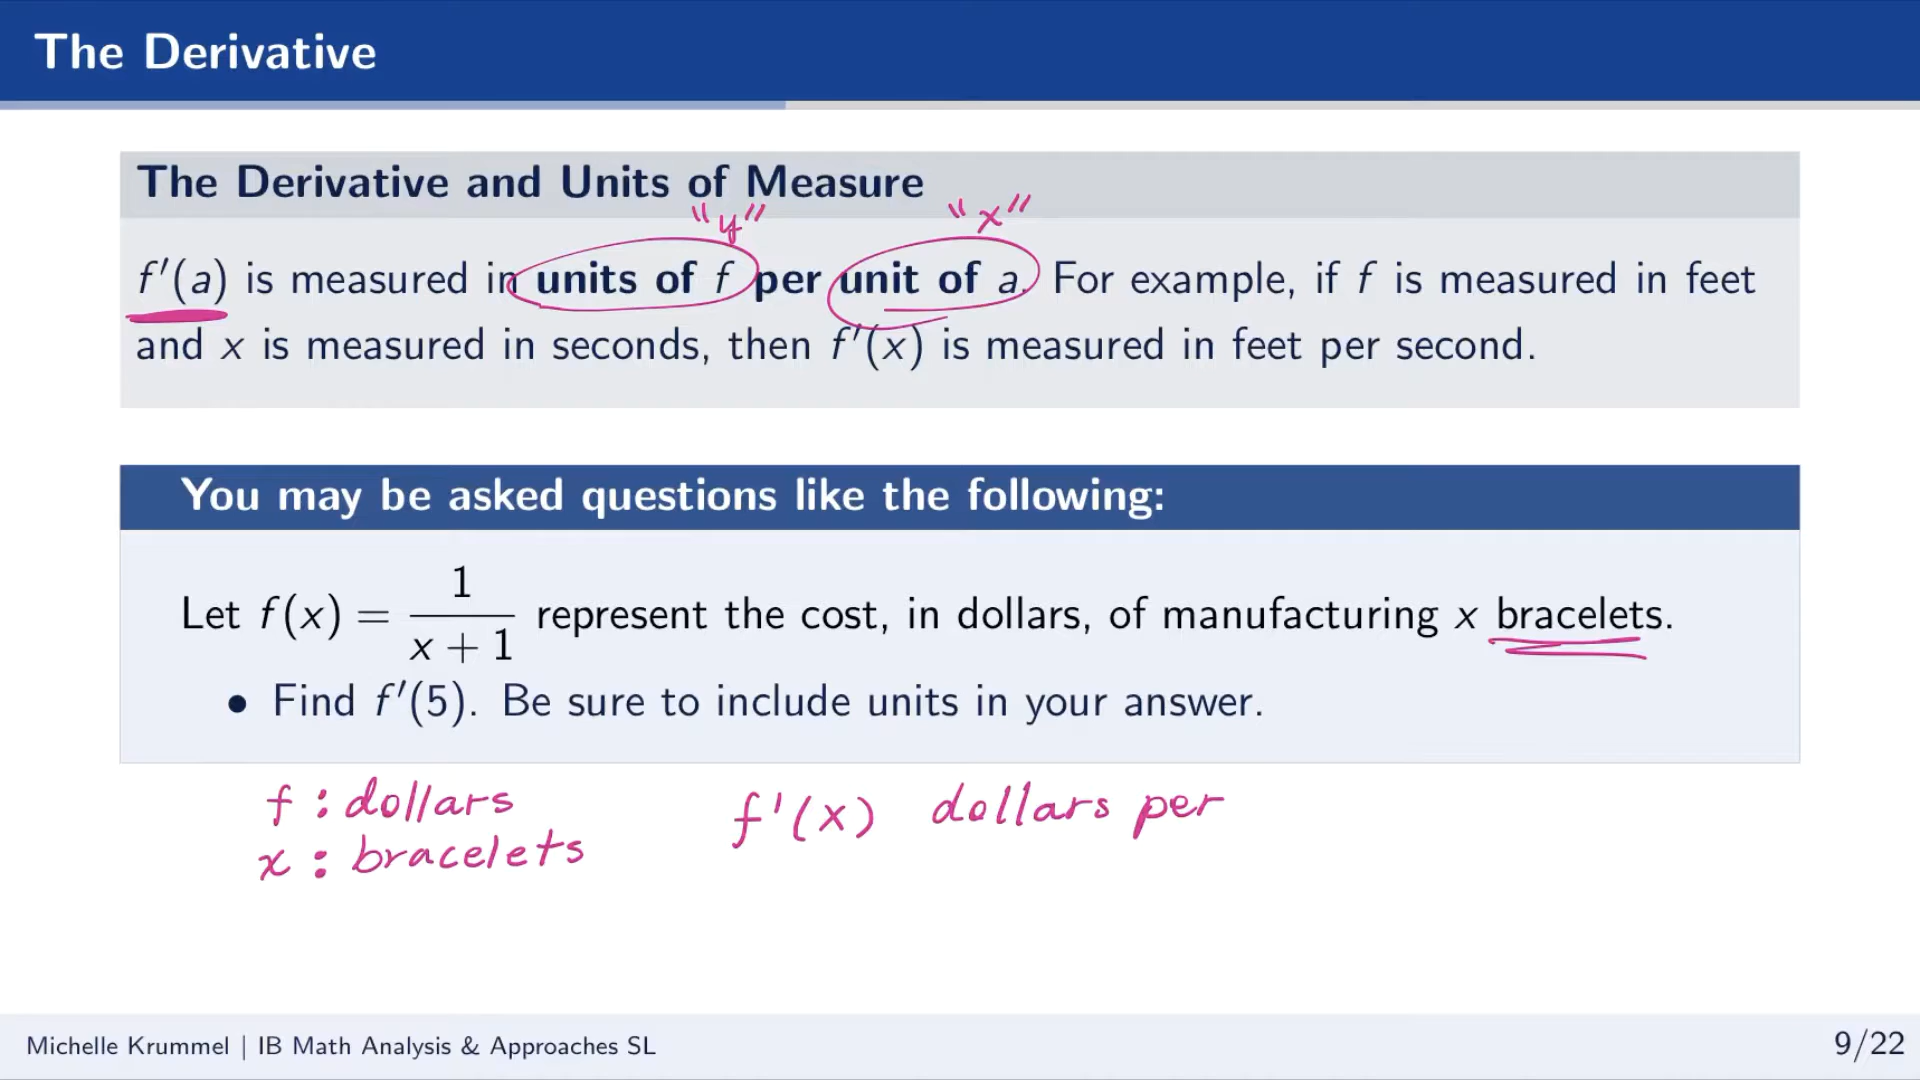 The Derivative
The Derivative and Units of Measure
"y" "x"
f′(a) is measured in units of f per unit of a. For example, if f is measured in feet
and x is measured in seconds, then f′(x) is measured in feet per second.
You may be asked questions like the following:
Let f(x) = 1/(x + 1) represent the cost, in dollars, of manufacturing x bracelets.
• Find f′(5). Be sure to include units in your answer.
f : dollars f'(x) dollars per
x : bracelets
Michelle Krummel | IB Math Analysis & Approaches SL 9/22